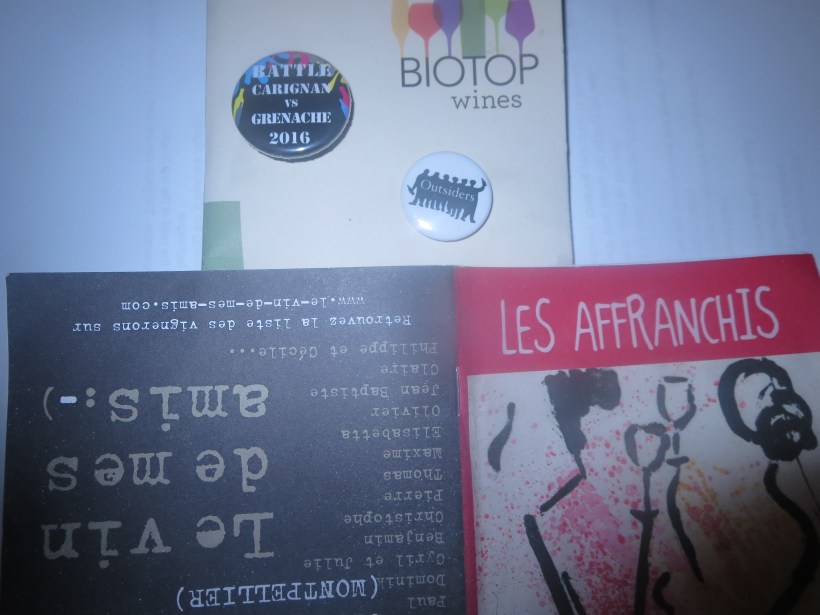 BIOTOP
wines
BATTLE
CARIGNAN
VS
GRENACHE
2016
Outsiders
LES AFFRANCHIS
(MONTPELLIER)
Le vin
de mes
amis:-)
Paul
Dominik
Cyril et Julie
Benjamin
Christophe
Pierre
Thomas
Maxime
Elisabetta
Olivier
Jean Baptiste
Claire
Philippe et Cécile...
Retrouvez la liste des vignerons sur
www.le-vin-de-mes-amis.com